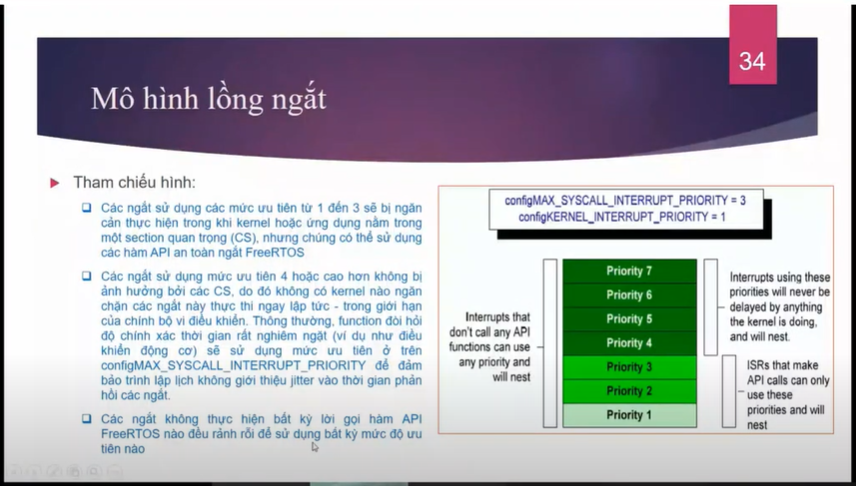 34
Mô hình lồng ngắt
Tham chiếu hình:
Các ngắt sử dụng các mức ưu tiên từ 1 đến 3 sẽ bị ngăn
cản thực hiện trong khi kernel hoặc ứng dụng nằm trong
một section quan trọng (CS), nhưng chúng có thể sử dụng
các hàm API an toàn ngắt FreeRTOS
Các ngắt sử dụng mức ưu tiên 4 hoặc cao hơn không bị
ảnh hưởng bởi các CS, do đó không có kernel nào ngăn
chặn các ngắt này thực thi ngay lập tức - trong giới hạn
của chính bộ vi điều khiển. Thông thường, function đòi hỏi
độ chính xác thời gian rất nghiêm ngặt (ví dụ như điều
khiển động cơ) sẽ sử dụng mức ưu tiên ở trên
configMAX_SYSCALL_INTERRUPT_PRIORITY để đảm
bảo trình lập lịch không giới thiệu jitter vào thời gian phản
hồi các ngắt.
Các ngắt không thực hiện bất kỳ lời gọi hàm API
FreeRTOS nào đều rảnh rỗi để sử dụng bất kỳ mức độ ưu
tiên nào
configMAX_SYSCALL_INTERRUPT_PRIORITY = 3
configKERNEL_INTERRUPT_PRIORITY = 1
Interrupts that
don't call any API
functions can use
any priority and
will nest
Priority 7
Priority 6
Priority 5
Priority 4
Priority 3
Priority 2
Priority 1
Interrupts using these
priorities will never be
delayed by anything
the kernel is doing,
and will nest.
ISRs that make
API calls can only
use these
priorities and will
nest